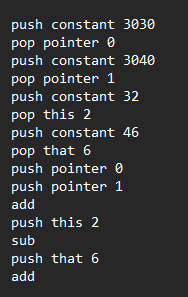 push constant 3030
pop pointer 0
push constant 3040
pop pointer 1
push constant 32
pop this 2
push constant 46
pop that 6
push pointer 0
push pointer 1
add
push this 2
sub
push that 6
add